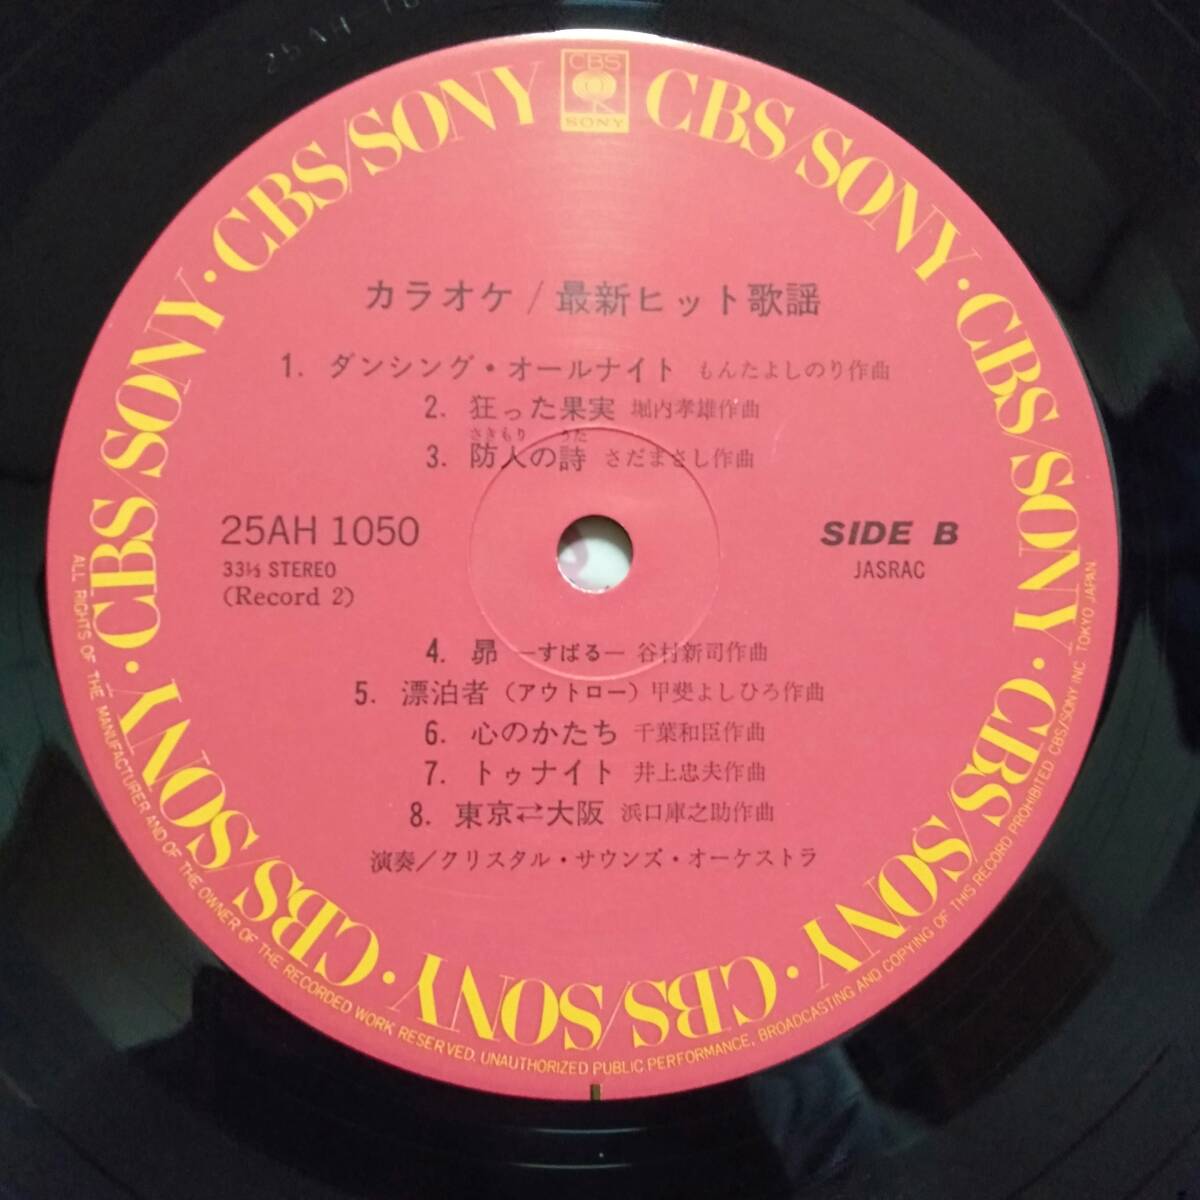 25AH 10
CBS
SONY
CBS/SONY · CBS/SONY · CBS/SONY · CBS/SONY · CBS/SONY · CBS/SONY · CBS/SONY · CBS/SONY · CBS/SONY
カラオケ / 最新ヒット歌謡
1. ダンシング・オールナイト もんたよしのり作曲
2. 狂った果実 堀内孝雄作曲
さきもり うた
3. 防人の詩 さだまさし作曲
25AH 1050
SIDE B
33⅓ STEREO
JASRAC
(Record 2)
4. 昴 —すばる— 谷村新司作曲
5. 漂泊者（アウトロー）甲斐よしひろ作曲
6. 心のかたち 千葉和臣作曲
7. トゥナイト 井上忠夫作曲
8. 東京⇄大阪 浜口庫之助作曲
演奏/クリスタル・サウンズ・オーケストラ
ALL RIGHTS OF THE MANUFACTURER AND OF THE OWNER OF THE RECORDED WORK RESERVED. UNAUTHORIZED PUBLIC PERFORMANCE, BROADCASTING AND COPYING OF THIS RECORD PROHIBITED CBS/SONY INC. TOKYO JAPAN